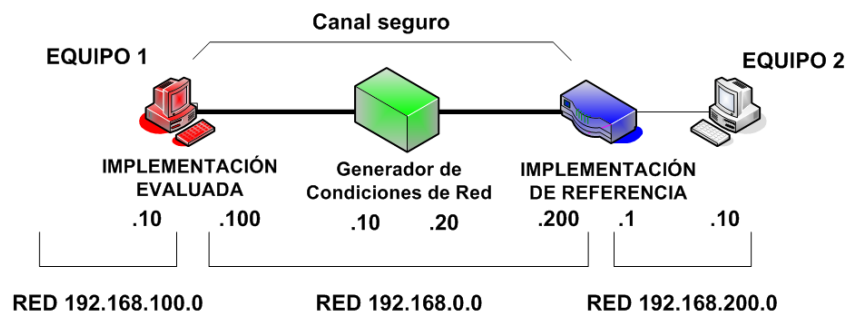 Canal seguro
EQUIPO 1
EQUIPO 2
IMPLEMENTACIÓN
EVALUADA
Generador de
Condiciones de Red
IMPLEMENTACIÓN
DE REFERENCIA
.10 .100 .10 .20 .200 .1 .10
RED 192.168.100.0 RED 192.168.0.0 RED 192.168.200.0